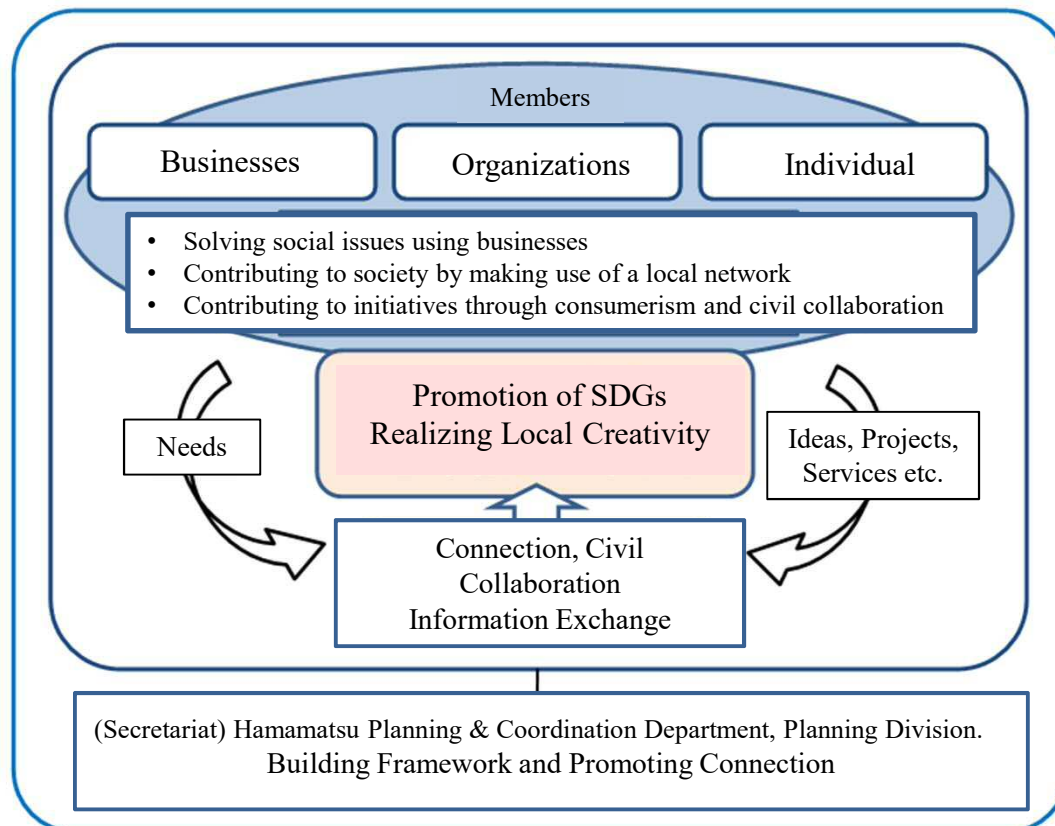 Members
Businesses
Organizations
Individual
• Solving social issues using businesses
• Contributing to society by making use of a local network
• Contributing to initiatives through consumerism and civil collaboration
Promotion of SDGs
Realizing Local Creativity
Needs
Ideas, Projects,
Services etc.
Connection, Civil
Collaboration
Information Exchange
(Secretariat) Hamamatsu Planning & Coordination Department, Planning Division.
Building Framework and Promoting Connection